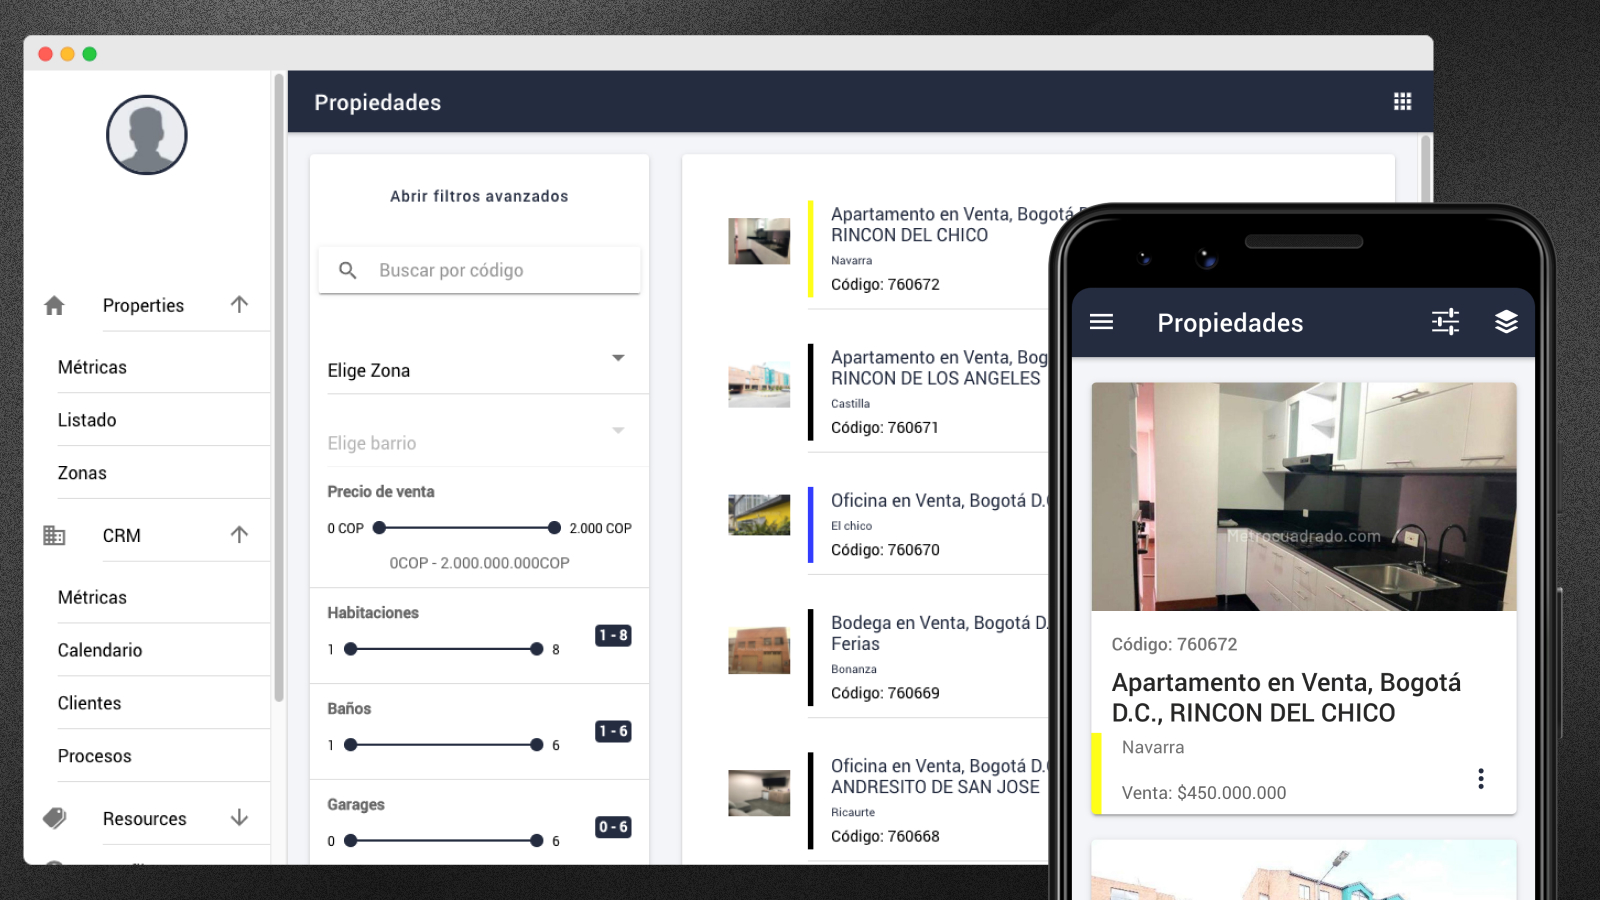 Propiedades
Abrir filtros avanzados
Buscar por código
Elige Zona
Elige barrio
Precio de venta
0 COP
2.000 COP
0COP - 2.000.000.000COP
Habitaciones
1
8
1 - 8
Baños
1
6
1 - 6
Garages
0
6
0 - 6
Properties
Métricas
Listado
Zonas
CRM
Métricas
Calendario
Clientes
Procesos
Resources
Apartamento en Venta, Bogotá
RINCON DEL CHICO
Navarra
Código: 760672
Apartamento en Venta, Bog
RINCON DE LOS ANGELES
Castilla
Código: 760671
Oficina en Venta, Bogotá D.C
El chico
Código: 760670
Bodega en Venta, Bogotá D.
Ferias
Bonanza
Código: 760669
Oficina en Venta, Bogotá D.C
ANDRESITO DE SAN JOSE
Ricaurte
Código: 760668
Propiedades
Metrocuadrado.com
Código: 760672
Apartamento en Venta, Bogotá
D.C., RINCON DEL CHICO
Navarra
Venta: $450.000.000